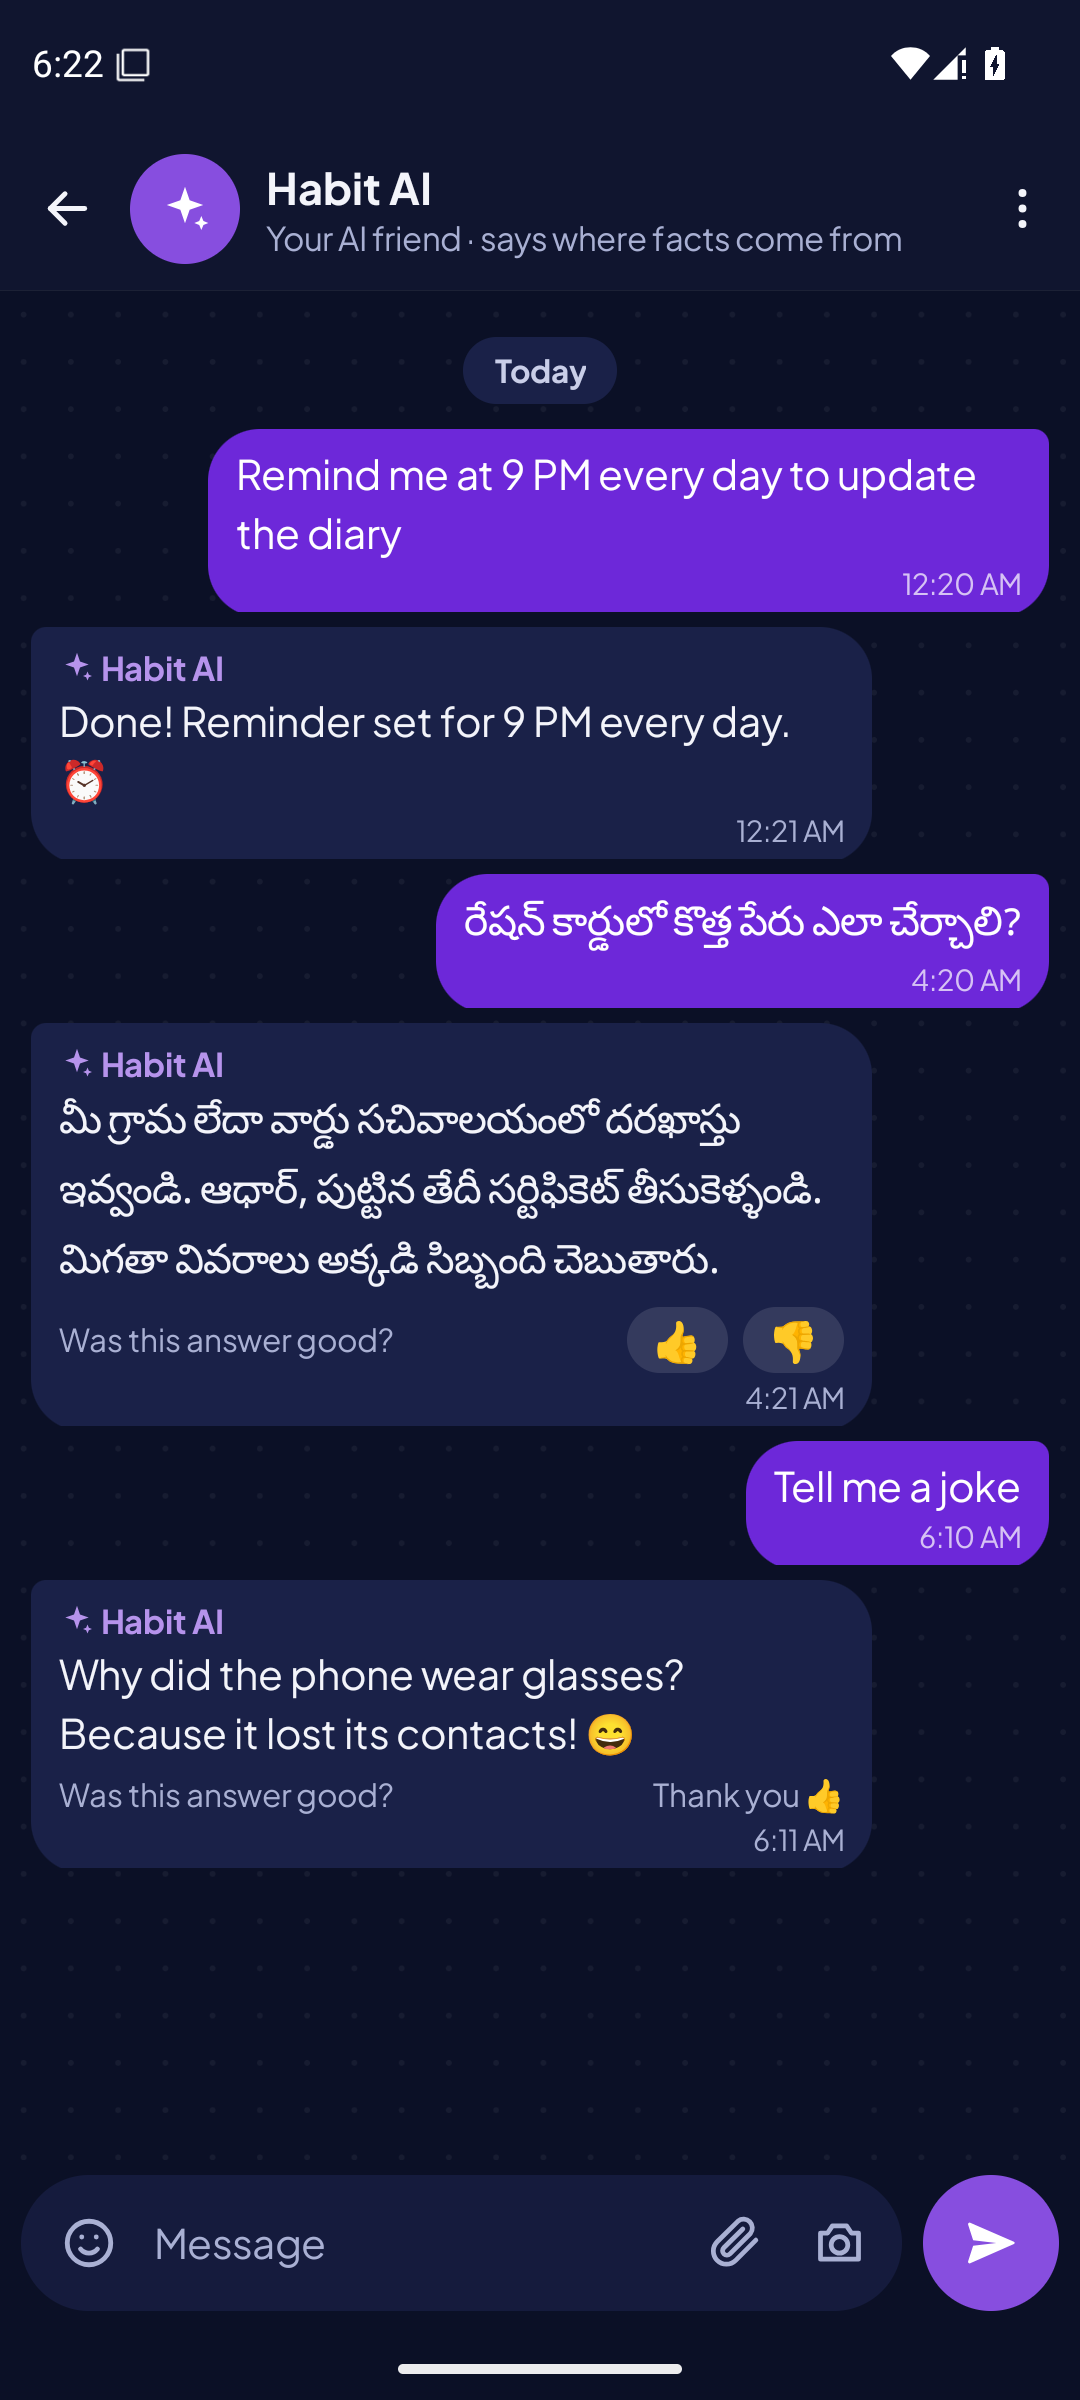 6:22
Habit AI
Your AI friend · says where facts come from
Today
Remind me at 9 PM every day to update
the diary
12:20 AM
Habit AI
Done! Reminder set for 9 PM every day.
⏰
12:21 AM
రేషన్ కార్డులో కొత్త పేరు ఎలా చేర్చాలి?
4:20 AM
Habit AI
మీ గ్రామ లేదా వార్డు సచివాలయంలో దరఖాస్తు
ఇవ్వండి. ఆధార్, పుట్టిన తేదీ సర్టిఫికెట్ తీసుకెళ్ళండి.
మిగతా వివరాలు అక్కడి సిబ్బంది చెబుతారు.
Was this answer good? 👍 👎
4:21 AM
Tell me a joke
6:10 AM
Habit AI
Why did the phone wear glasses?
Because it lost its contacts! 😄
Was this answer good? Thank you 👍
6:11 AM
Message